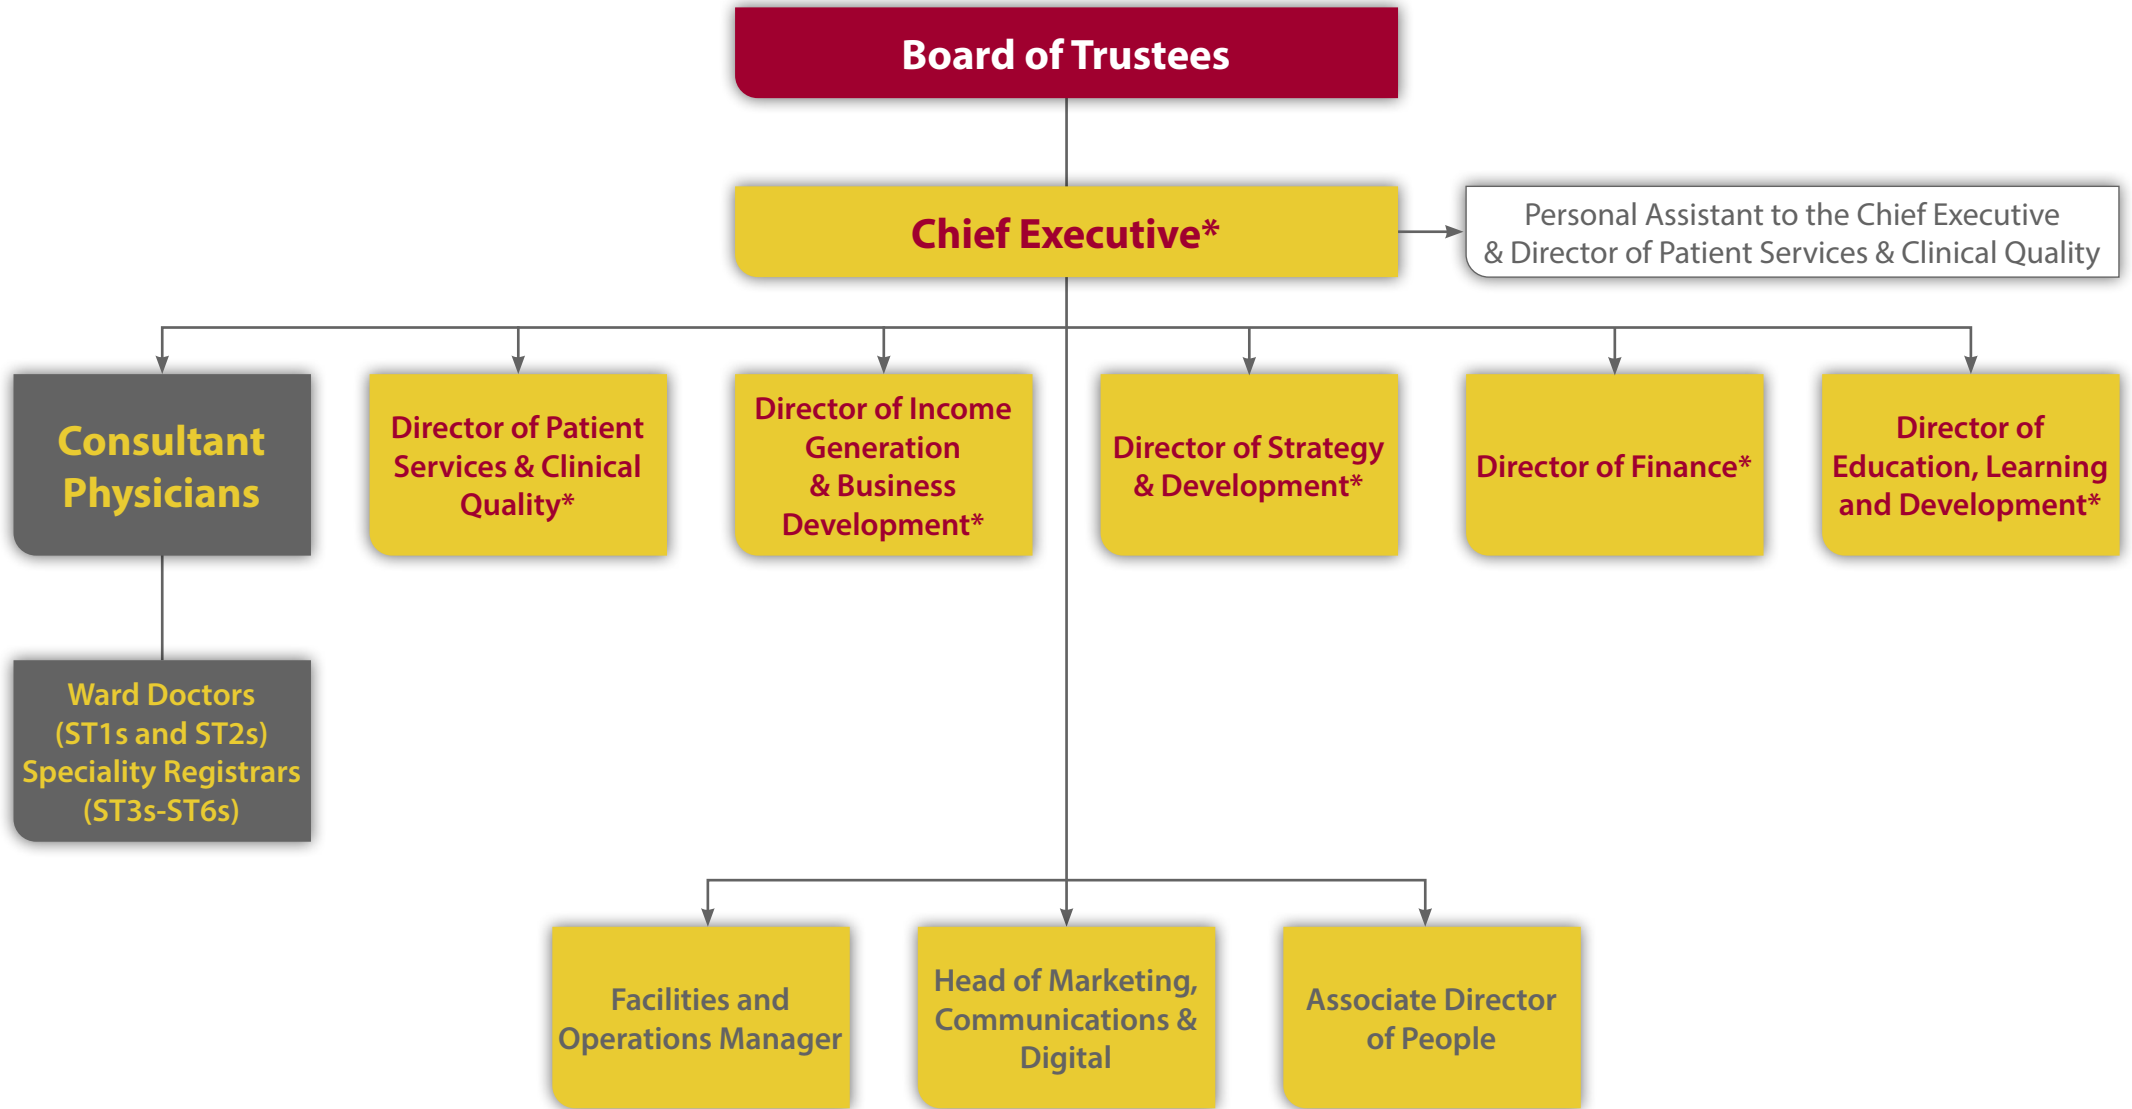 Board of Trustees
Chief Executive*
Personal Assistant to the Chief Executive
& Director of Patient Services & Clinical Quality
Consultant
Physicians
Director of Patient
Services & Clinical
Quality*
Director of Income
Generation
& Business
Development*
Director of Strategy
& Development*
Director of Finance*
Director of
Education, Learning
and Development*
Ward Doctors
(ST1s and ST2s)
Speciality Registrars
(ST3s-ST6s)
Facilities and
Operations Manager
Head of Marketing,
Communications &
Digital
Associate Director
of People